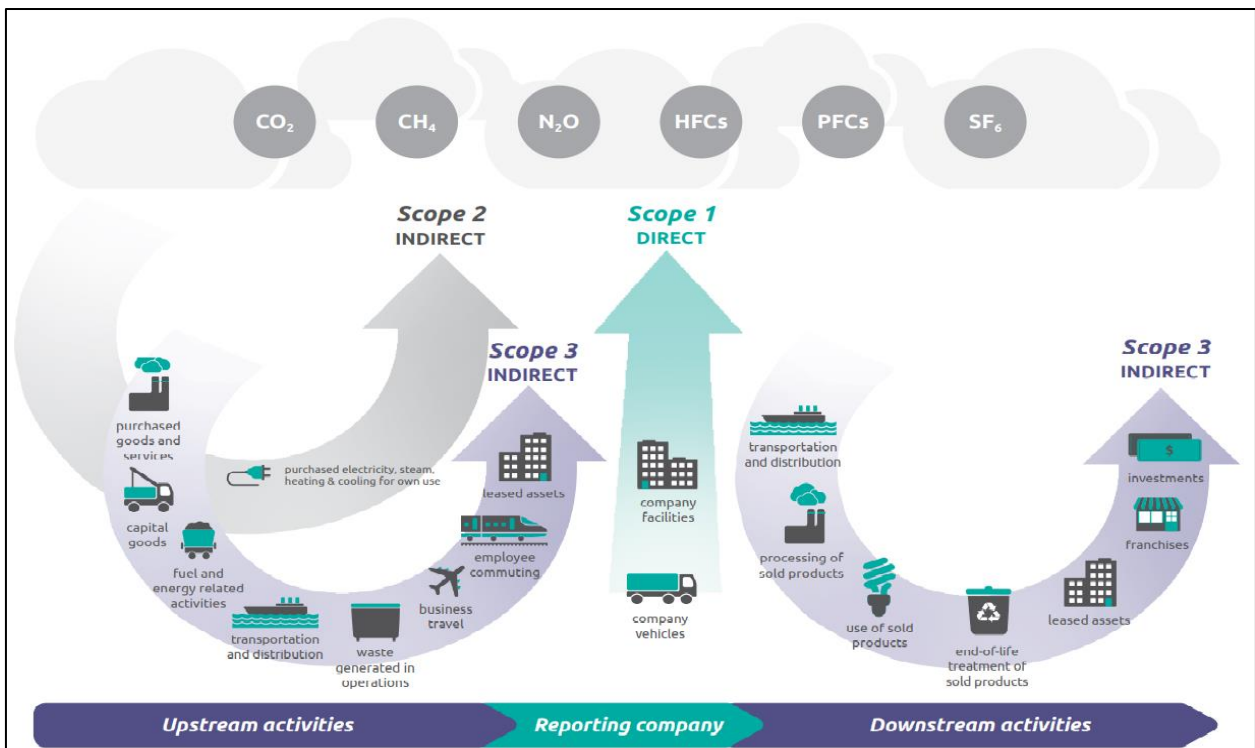 CO₂
CH₄
N₂O
HFCs
PFCs
SF₆
Scope 2
INDIRECT
Scope 1
DIRECT
Scope 3
INDIRECT
Scope 3
INDIRECT
purchased
goods and
services
capital
goods
fuel and
energy related
activities
transportation
and distribution
waste
generated in
operations
business
travel
employee
commuting
leased assets
purchased electricity, steam,
heating & cooling for own use
company
facilities
company
vehicles
transportation
and distribution
processing of
sold products
use of sold
products
end-of-life
treatment of
sold products
leased assets
franchises
$
investments
Upstream activities
Reporting company
Downstream activities